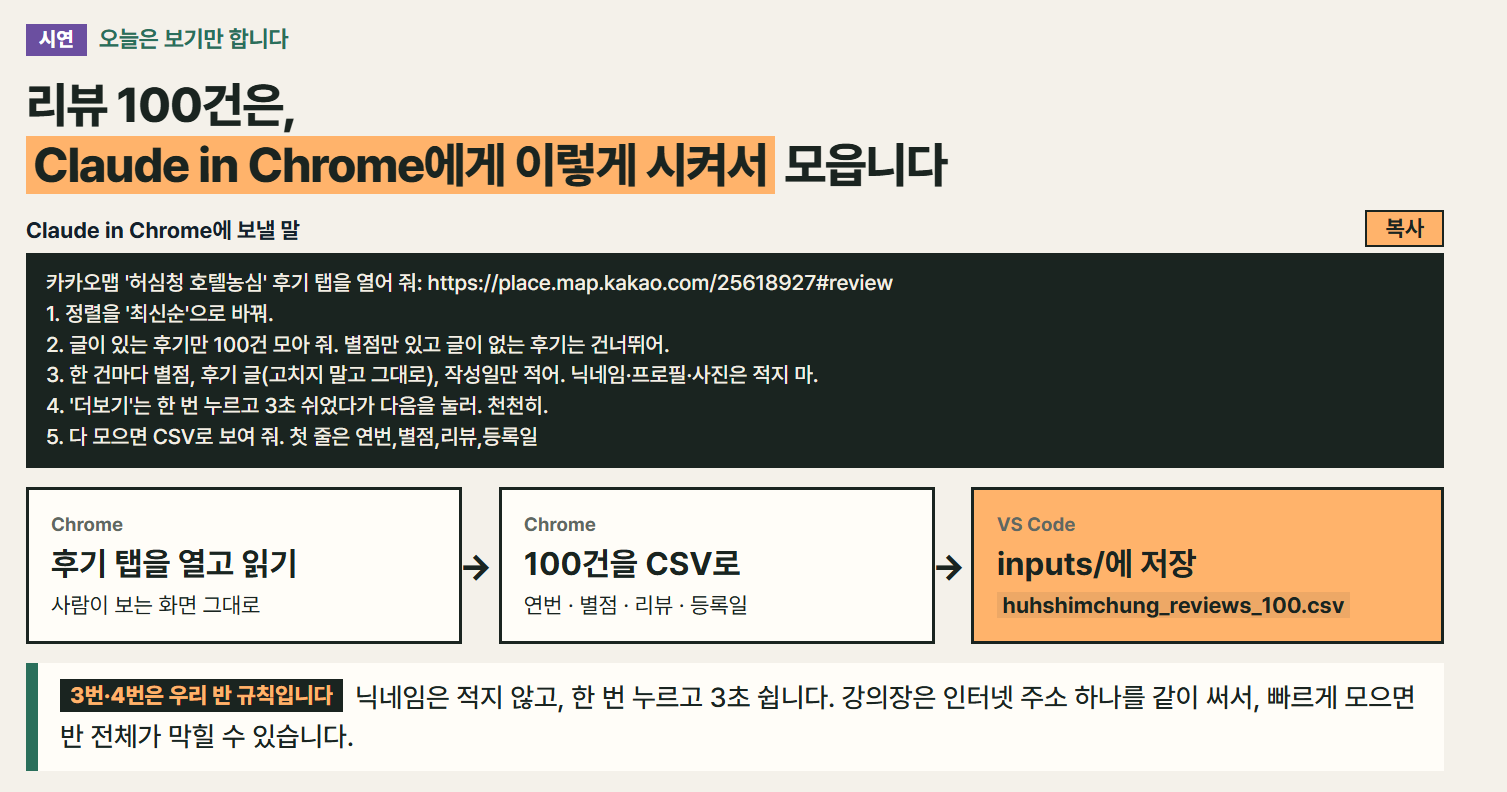 시연 오늘은 보기만 합니다
리뷰 100건은,
Claude in Chrome에게 이렇게 시켜서 모읍니다
Claude in Chrome에 보낼 말
복사
카카오맵 '허심청 호텔농심' 후기 탭을 열어 줘: https://place.map.kakao.com/25618927#review
1. 정렬을 '최신순'으로 바꿔.
2. 글이 있는 후기만 100건 모아 줘. 별점만 있고 글이 없는 후기는 건너뛰어.
3. 한 건마다 별점, 후기 글(고치지 말고 그대로), 작성일만 적어. 닉네임·프로필·사진은 적지 마.
4. '더보기'는 한 번 누르고 3초 쉬었다가 다음을 눌러. 천천히.
5. 다 모으면 CSV로 보여 줘. 첫 줄은 연번,별점,리뷰,등록일
Chrome
후기 탭을 열고 읽기
사람이 보는 화면 그대로
→
Chrome
100건을 CSV로
연번 · 별점 · 리뷰 · 등록일
→
VS Code
inputs/에 저장
huhshimchung_reviews_100.csv
3번·4번은 우리 반 규칙입니다 닉네임은 적지 않고, 한 번 누르고 3초 쉽니다. 강의장은 인터넷 주소 하나를 같이 써서, 빠르게 모으면
반 전체가 막힐 수 있습니다.